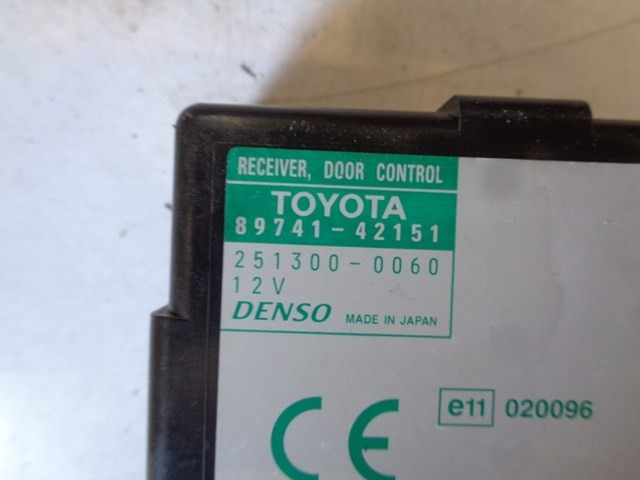 RECEIVER, DOOR CONTROL
TOYOTA
89741-42151
251300-0060
12V
DENSO MADE IN JAPAN
CE e11 020096